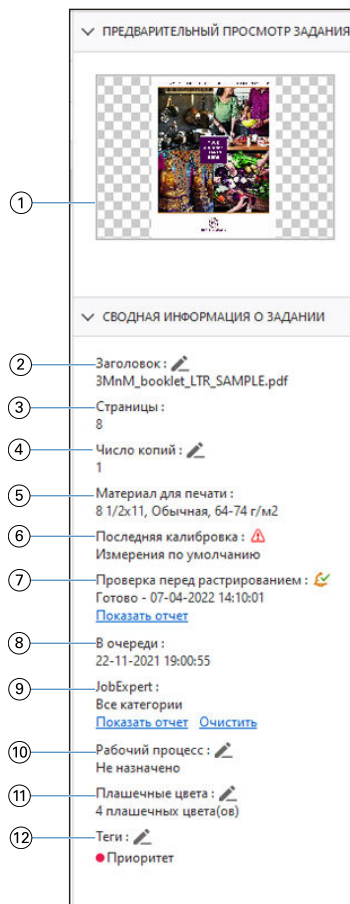 ПРЕДВАРИТЕЛЬНЫЙ ПРОСМОТР ЗАДАНИЯ
1
СВОДНАЯ ИНФОРМАЦИЯ О ЗАДАНИИ
2 Заголовок :
3MnM_booklet_LTR_SAMPLE.pdf
3 Страницы :
8
4 Число копий :
1
5 Материал для печати :
8 1/2x11, Обычная, 64-74 г/м2
6 Последняя калибровка :
Измерения по умолчанию
7 Проверка перед растрированием :
Готово - 07-04-2022 14:10:01
Показать отчет
8 В очереди :
22-11-2021 19:00:55
9 JobExpert :
Все категории
Показать отчет Очистить
10 Рабочий процесс :
Не назначено
11 Плашечные цвета :
4 плашечных цвета(ов)
12 Теги :
Приоритет